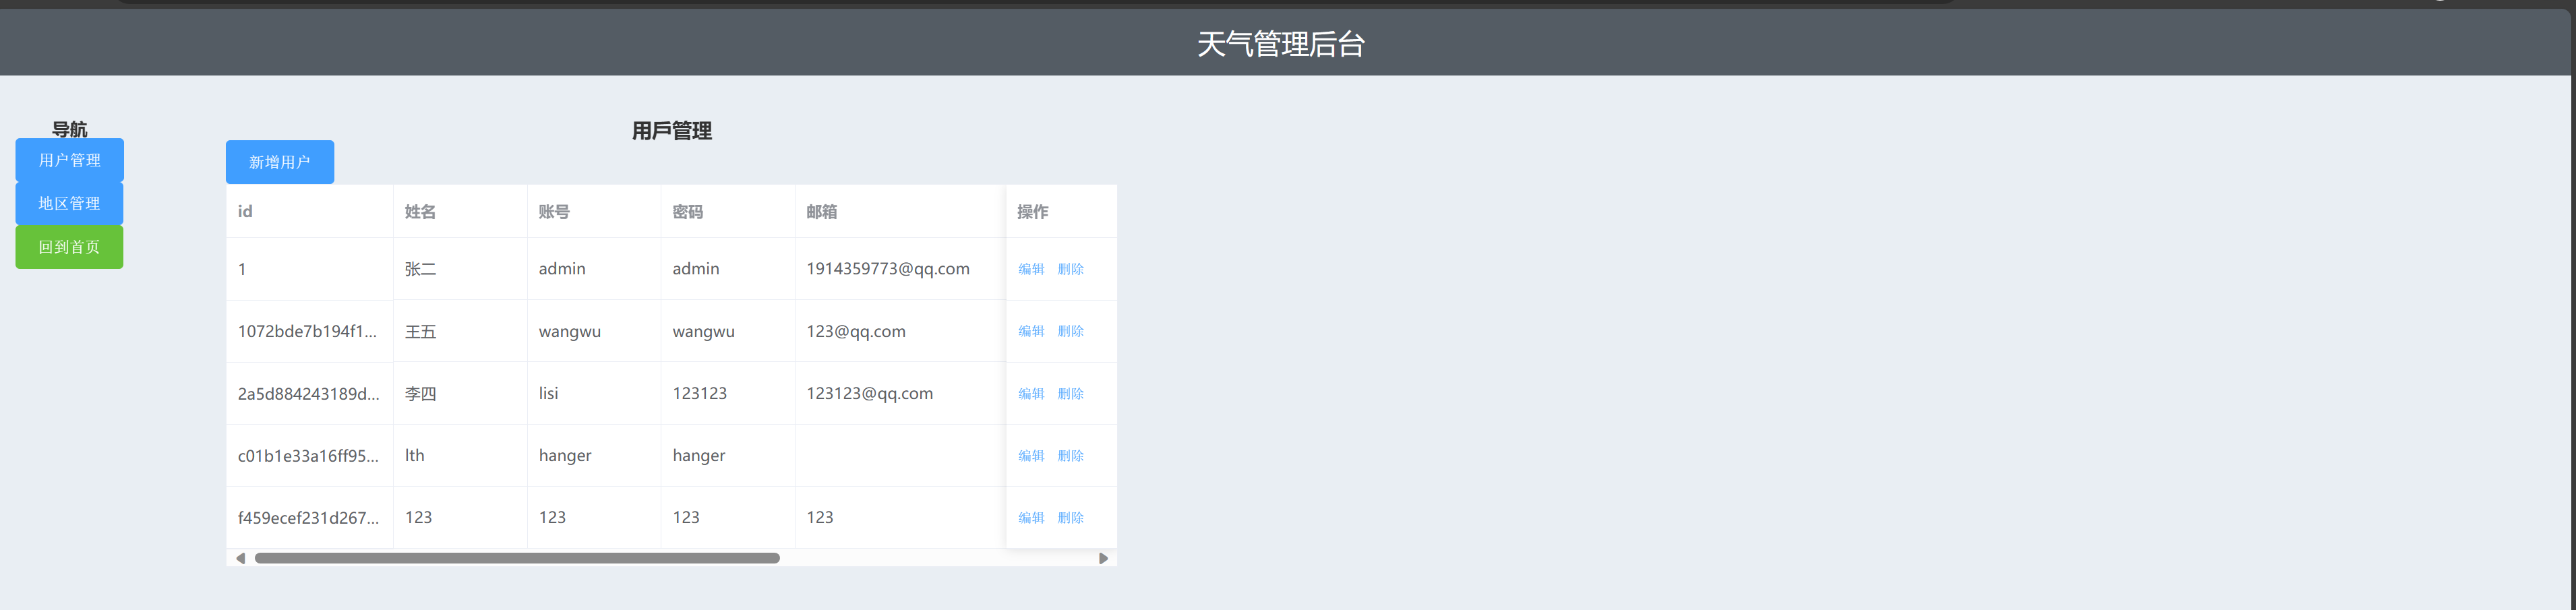 天气管理后台
导航
用户管理
地区管理
回到首页
用戶管理
新增用户
id 姓名 账号 密码 邮箱 操作
1 张二 admin admin 1914359773@qq.com 编辑 删除
1072bde7b194f1... 王五 wangwu wangwu 123@qq.com 编辑 删除
2a5d884243189d... 李四 lisi 123123 123123@qq.com 编辑 删除
c01b1e33a16ff95... lth hanger hanger 编辑 删除
f459ecef231d267... 123 123 123 123 编辑 删除